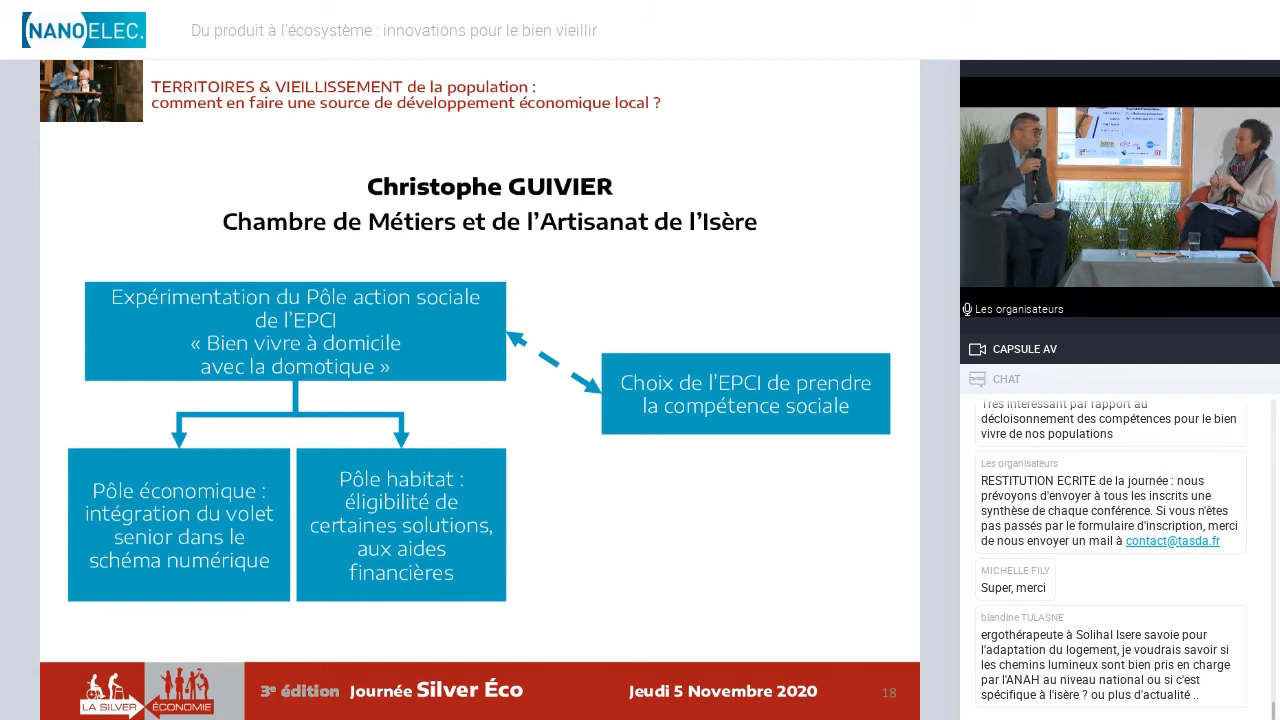 NANOELEC.
Du produit à l'écosystème : innovations pour le bien vieillir
TERRITOIRES & VIEILLISSEMENT de la population :
comment en faire une source de développement économique local ?
Christophe GUIVIER
Chambre de Métiers et de l'Artisanat de l'Isère
Expérimentation du Pôle action sociale
de l'EPCI
« Bien vivre à domicile
avec la domotique »
Choix de l'EPCI de prendre
la compétence sociale
Pôle économique :
intégration du volet
senior dans le
schéma numérique
Pôle habitat :
éligibilité de
certaines solutions,
aux aides
financières
LA SILVER ÉCONOMIE
3e édition Journée Silver Éco
Jeudi 5 Novembre 2020
18
Les organisateurs
CAPSULE AV
CHAT
Très intéressant par rapport au
décloisonnement des compétences pour le bien
vivre de nos populations
Les organisateurs
RESTITUTION ECRITE de la journée : nous
prévoyons d'envoyer à tous les inscrits une
synthèse de chaque conférence. Si vous n'êtes
pas passés par le formulaire d'inscription, merci
de nous envoyer un mail à contact@tasda.fr
MICHELLE FILY
Super, merci
blandine TULASNE
ergothérapeute à Solihal Isere savoie pour
l'adaptation du logement, je voudrais savoir si
les chemins lumineux sont bien pris en charge
par l'ANAH au niveau national ou si c'est
spécifique à l'isère ? ou plus d'actualité ..